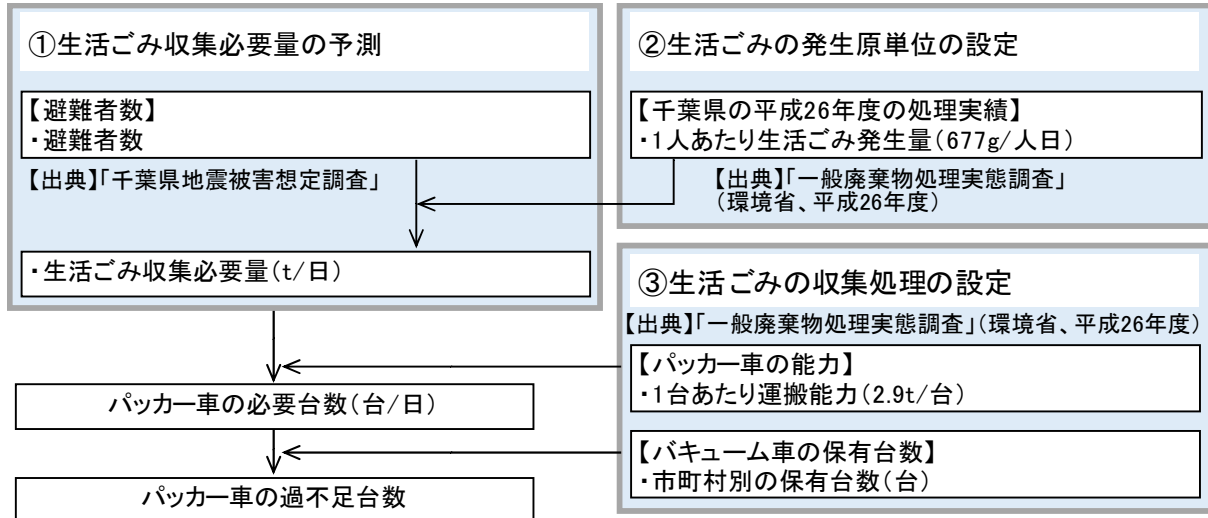 ①生活ごみ収集必要量の予測
【避難者数】
・避難者数
【出典】「千葉県地震被害想定調査」
・生活ごみ収集必要量(t/日)
パッカー車の必要台数(台/日)
パッカー車の過不足台数
②生活ごみの発生原単位の設定
【千葉県の平成26年度の処理実績】
・1人あたり生活ごみ発生量(677g/人日)
【出典】「一般廃棄物処理実態調査」
(環境省、平成26年度)
③生活ごみの収集処理の設定
【出典】「一般廃棄物処理実態調査」(環境省、平成26年度)
【パッカー車の能力】
・1台あたり運搬能力(2.9t/台)
【バキューム車の保有台数】
・市町村別の保有台数(台)